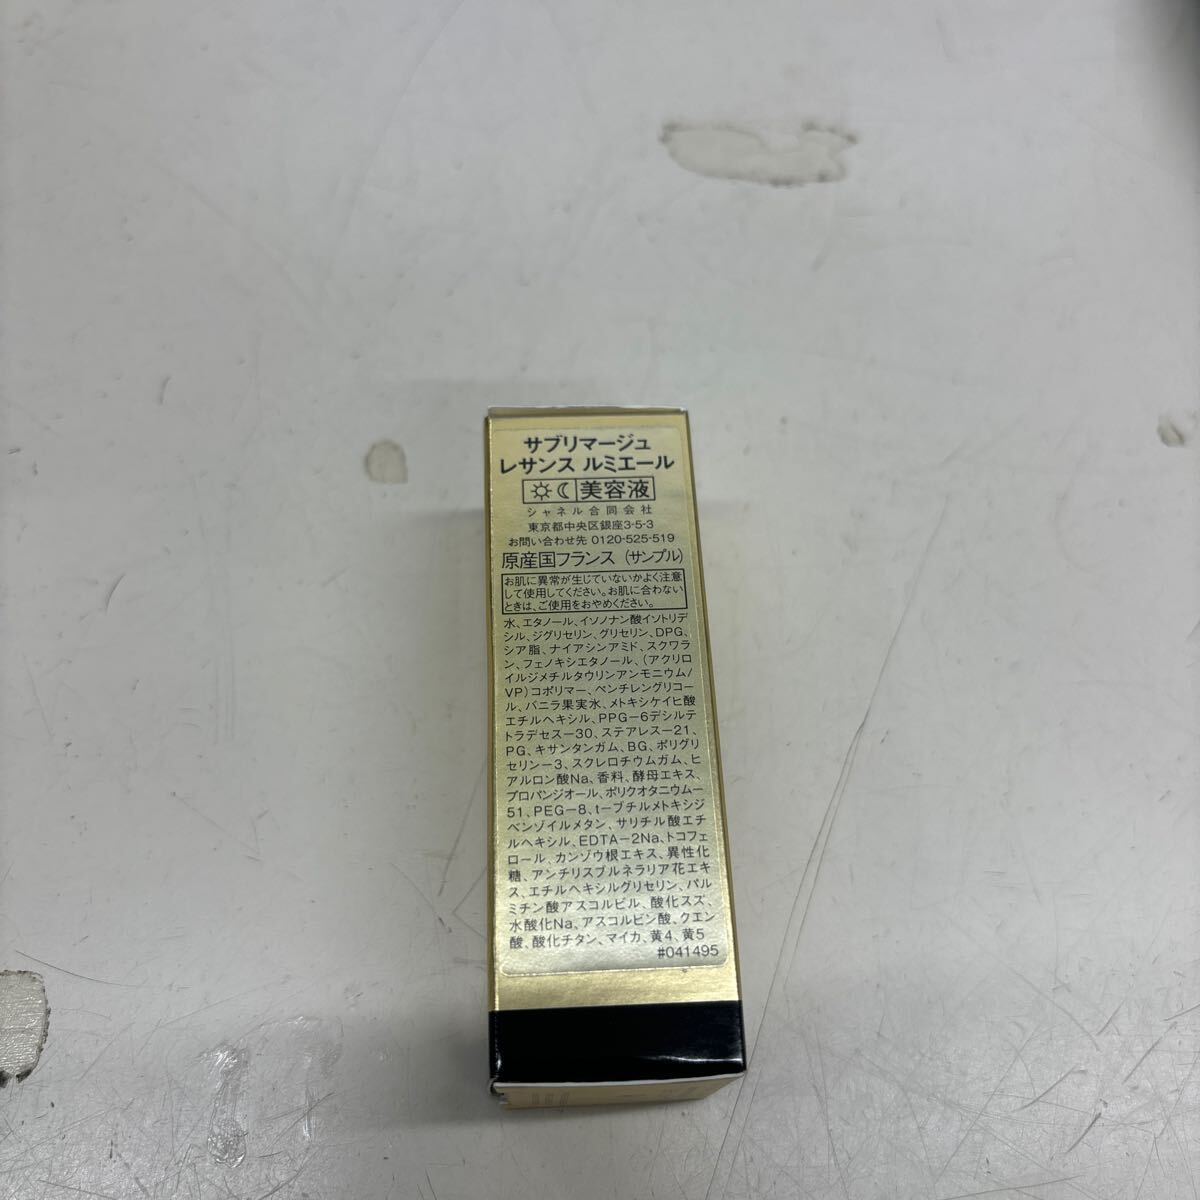 サブリマージュ
レサンス ルミエール
美容液
シャネル合同会社
東京都中央区銀座3-5-3
お問い合わせ先 0120-525-519
原産国フランス (サンプル)
お肌に異常が生じていないかよく注意
して使用してください。お肌に合わない
ときは、ご使用をおやめください。
水、エタノール、イソノナン酸イソトリデ
シル、ジグリセリン、グリセリン、DPG、
シア脂、ナイアシンアミド、スクワラ
ン、フェノキシエタノール、(アクリロ
イルジメチルタウリンアンモニウム/
VP)コポリマー、ペンチレングリコー
ル、バニラ果実水、メトキシケイヒ酸
エチルヘキシル、PPG-6デシルテ
トラデセス-30、ステアレス-21、
PG、キサンタンガム、BG、ポリグリ
セリン-3、スクレロチウムガム、ヒ
アルロン酸Na、香料、酵母エキス、
プロパンジオール、ポリクオタニウム-
51、PEG-8、t-ブチルメトキシジ
ベンゾイルメタン、サリチル酸エチ
ルヘキシル、EDTA-2Na、トコフェ
ロール、カンゾウ根エキス、異性化
糖、アンチリスブルネラリア花エキ
ス、エチルヘキシルグリセリン、パル
ミチン酸アスコルビル、酸化スズ、
水酸化Na、アスコルビン酸、クエン
酸、酸化チタン、マイカ、黄4、黄5
#041495